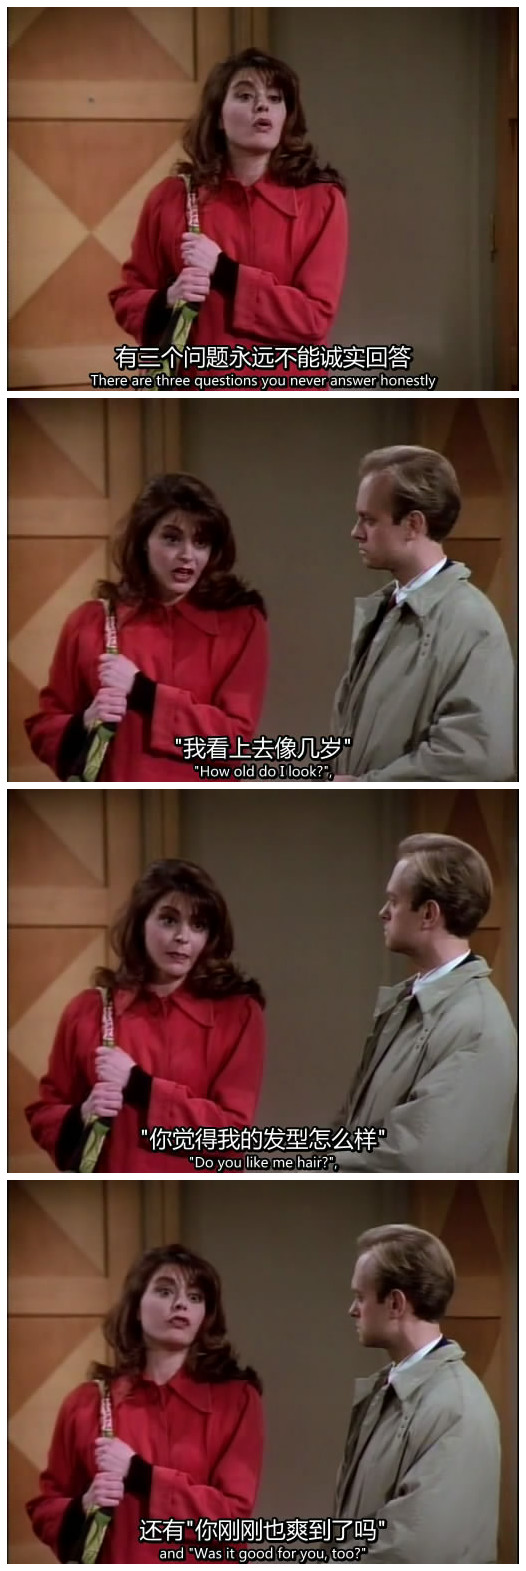 有三个问题永远不能诚实回答
There are three questions you never answer honestly
"我看上去像几岁"
"How old do I look?",
"你觉得我的发型怎么样"
"Do you like me hair?",
还有"你刚刚也爽到了吗"
and "Was it good for you, too?"